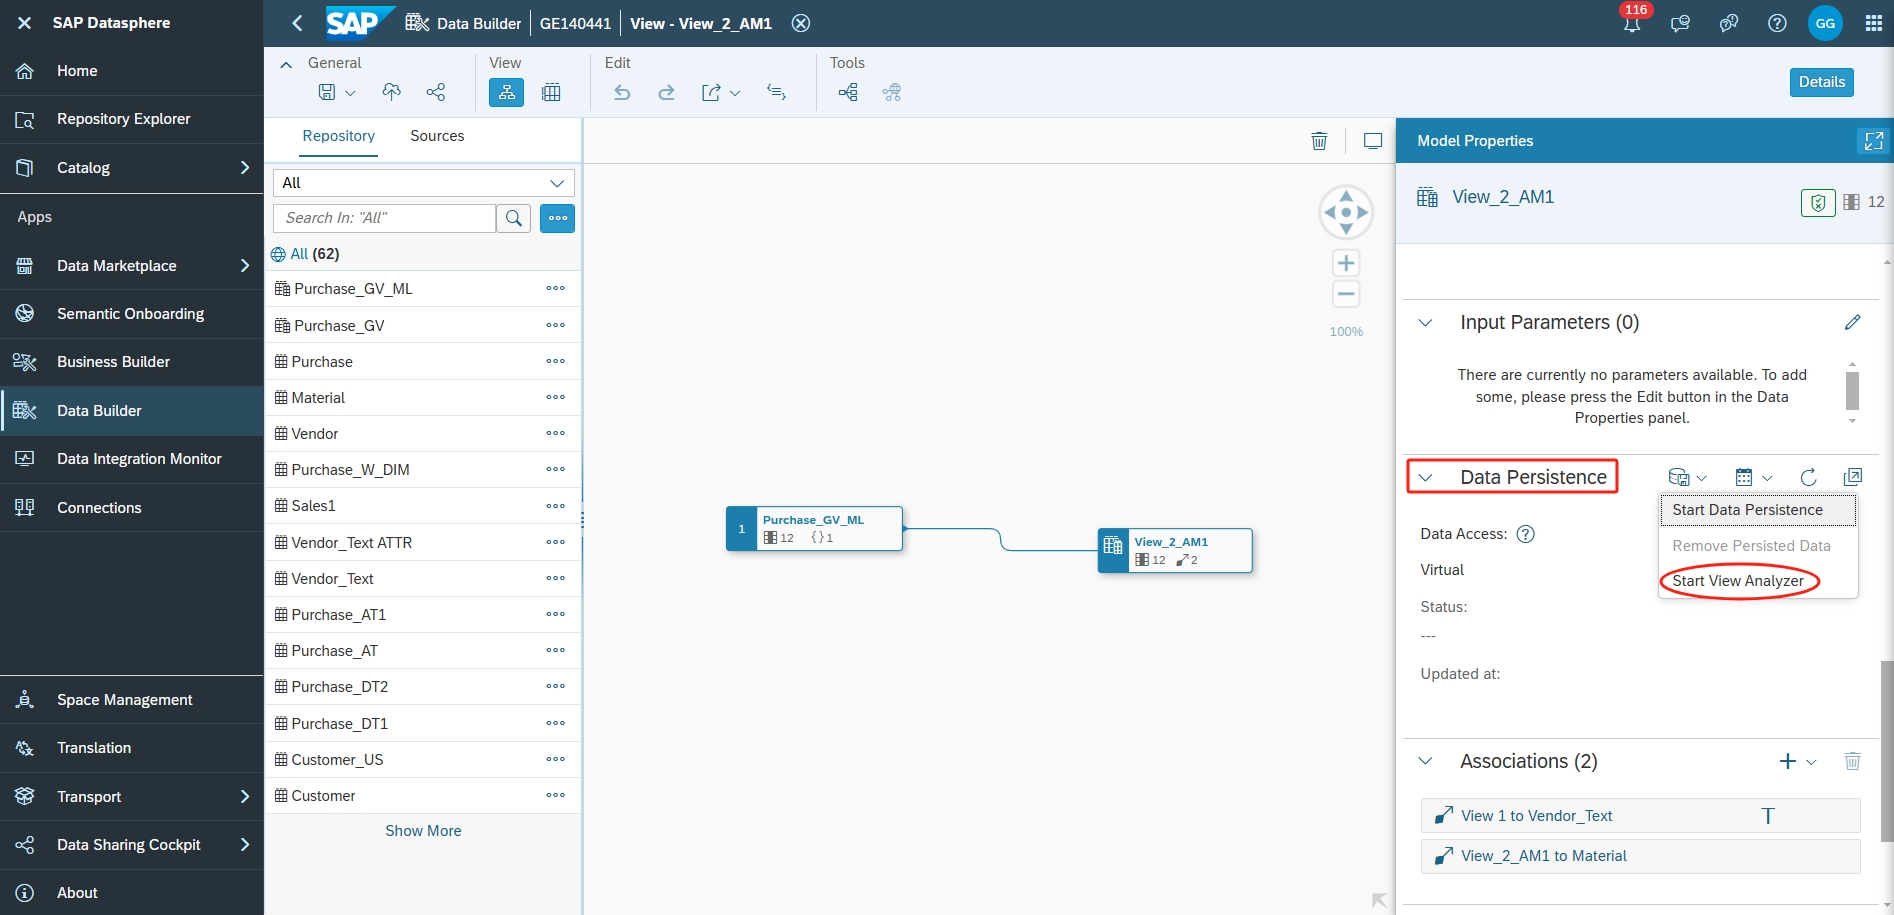 SAP Datasphere
Home
Repository Explorer
Catalog
Apps
Data Marketplace
Semantic Onboarding
Business Builder
Data Builder
Data Integration Monitor
Connections
Space Management
Translation
Transport
Data Sharing Cockpit
About
SAP
Data Builder
GE140441
View - View_2_AM1
116
GG
General
View
Edit
Tools
Details
Repository
Sources
All
Search In: "All"
All (62)
Purchase_GV_ML
Purchase_GV
Purchase
Material
Vendor
Purchase_W_DIM
Sales1
Vendor_Text ATTR
Vendor_Text
Purchase_AT1
Purchase_AT
Purchase_DT2
Purchase_DT1
Customer_US
Customer
Show More
100%
1
Purchase_GV_ML
12 {}1
View_2_AM1
12 2
Model Properties
View_2_AM1
12
Input Parameters (0)
There are currently no parameters available. To add
some, please press the Edit button in the Data
Properties panel.
Data Persistence
Start Data Persistence
Remove Persisted Data
Start View Analyzer
Data Access:
Virtual
Status:
---
Updated at:
Associations (2)
View 1 to Vendor_Text
T
View_2_AM1 to Material